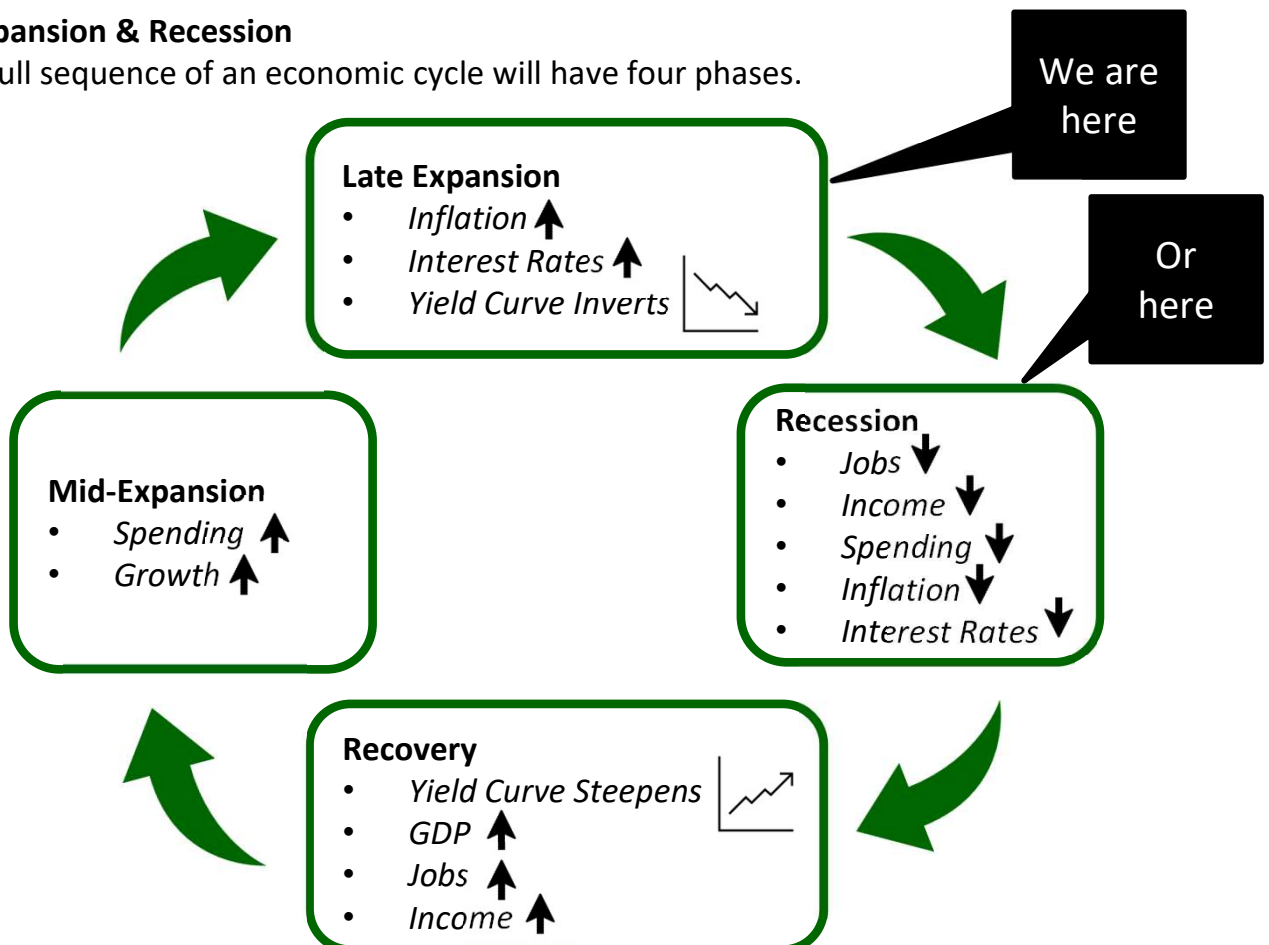 pansion & Recession
ull sequence of an economic cycle will have four phases.
We are
here
Late Expansion
• Inflation
• Interest Rates
• Yield Curve Inverts
Or
here
Recession
• Jobs
• Income
• Spending
• Inflation
• Interest Rates
Mid-Expansion
• Spending
• Growth
Recovery
• Yield Curve Steepens
• GDP
• Jobs
• Income